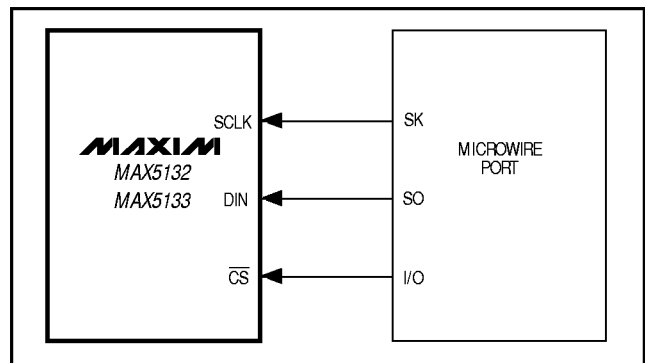 SCLK
SK
MAXIM
MAX5132
MAX5133
MICROWIRE
PORT
DIN
SO
CS
I/O